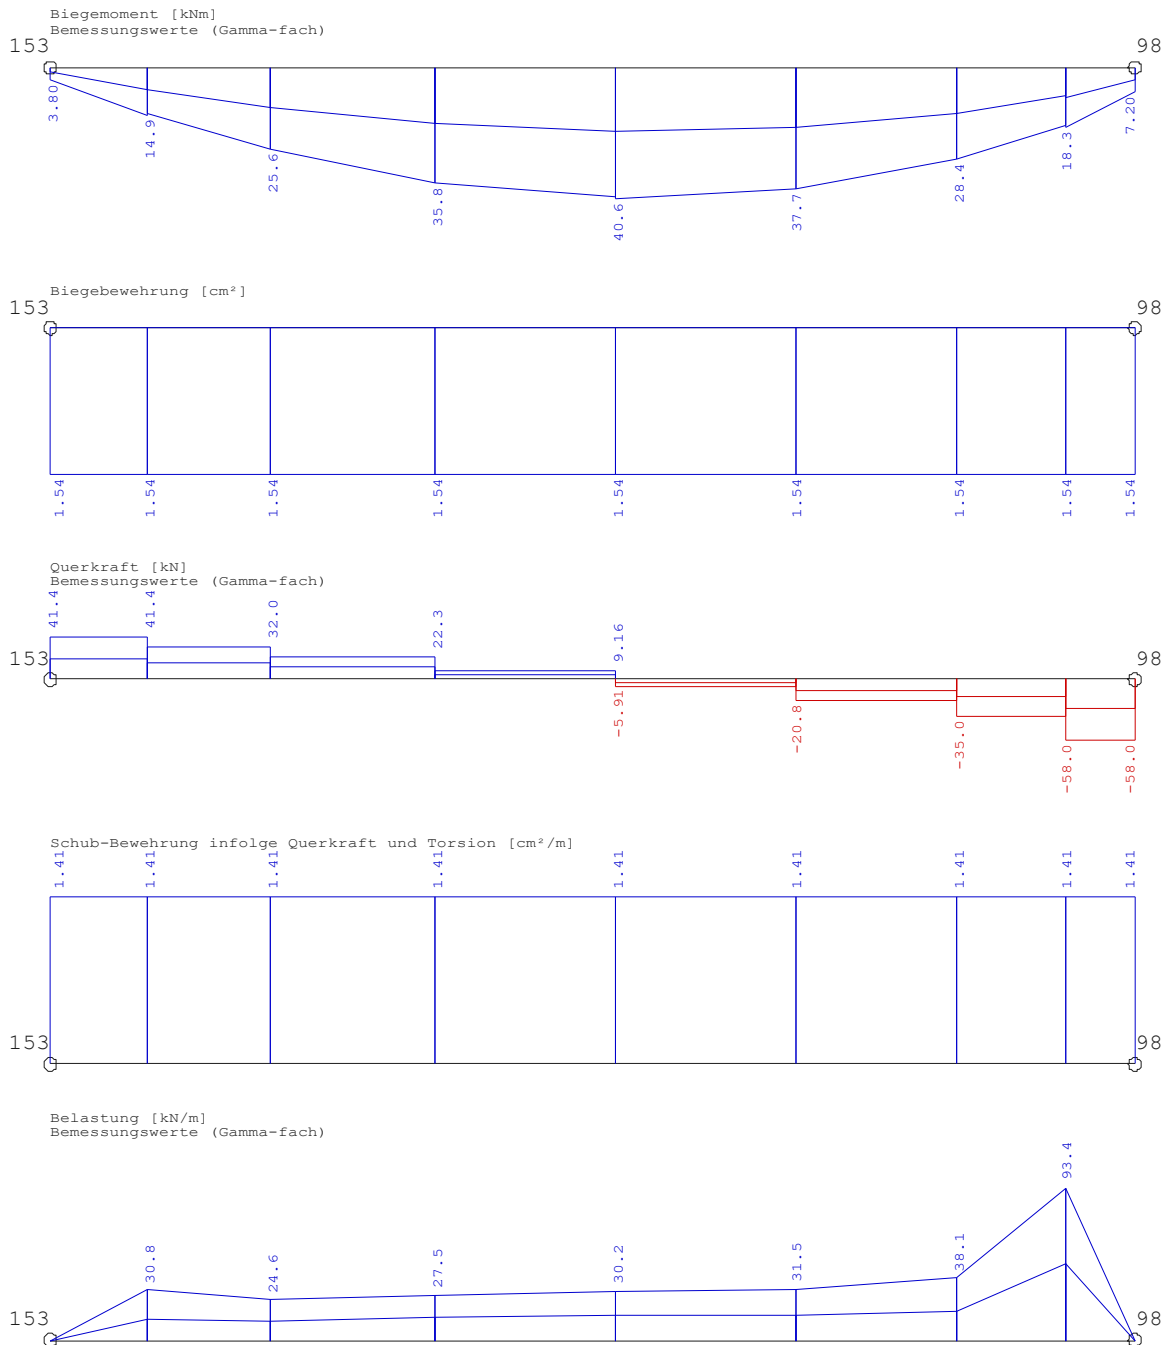 Biegemoment [kNm]
Bemessungswerte (Gamma-fach)
153 98
3.80 14.9 25.6 35.8 40.6 37.7 28.4 18.3 7.20
Biegebewehrung [cm²]
153 98
1.54 1.54 1.54 1.54 1.54 1.54 1.54 1.54 1.54
Querkraft [kN]
Bemessungswerte (Gamma-fach)
41.4 41.4 32.0 22.3 9.16
153 98
-5.91 -20.8 -35.0 -58.0 -58.0
Schub-Bewehrung infolge Querkraft und Torsion [cm²/m]
1.41 1.41 1.41 1.41 1.41 1.41 1.41 1.41 1.41
153 98
Belastung [kN/m]
Bemessungswerte (Gamma-fach)
30.8 24.6 27.5 30.2 31.5 38.1 93.4
153 98